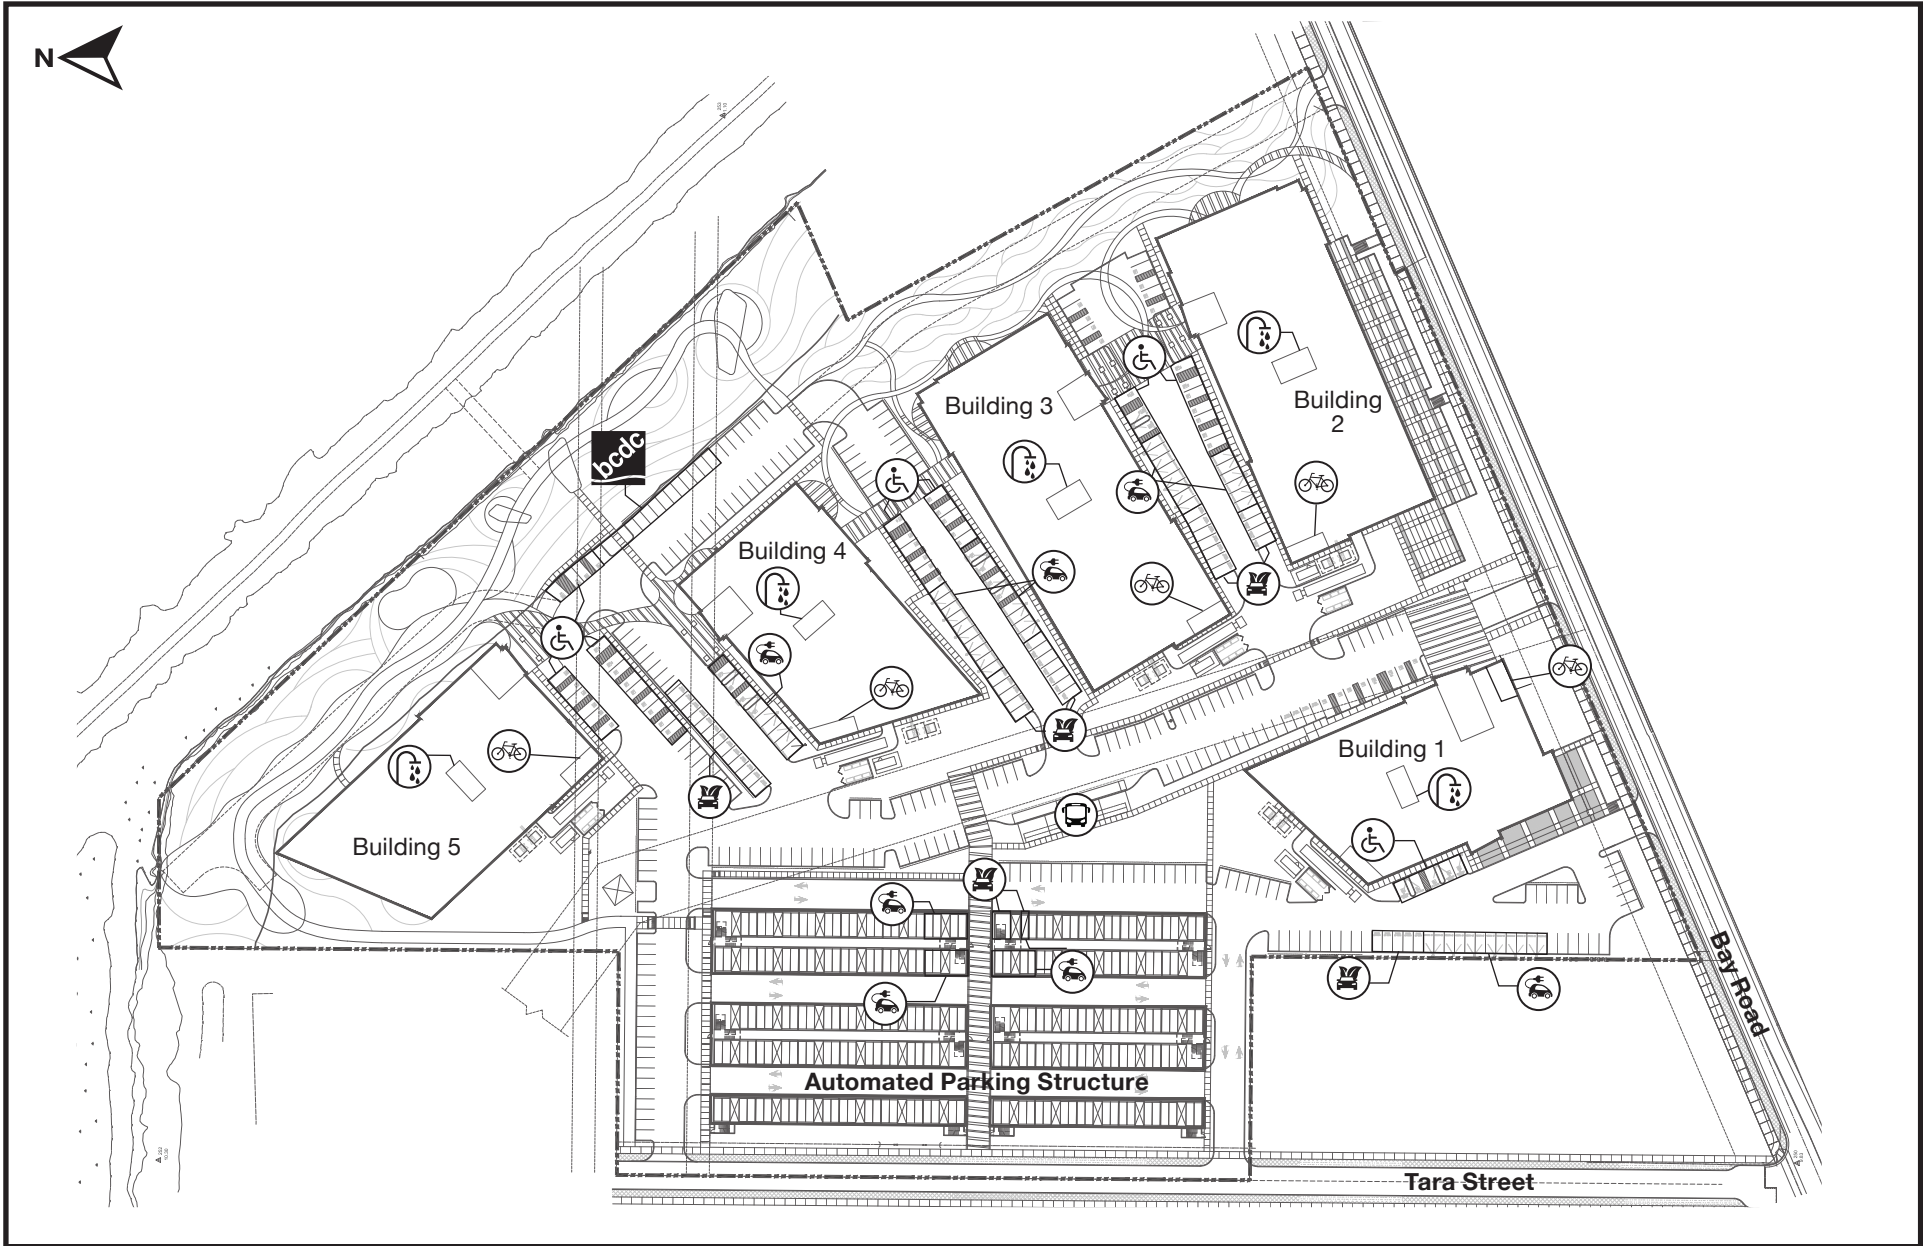 N
bcdc
Building 3
Building
2
Building 4
Building 1
Building 5
Bay Road
Automated Parking Structure
Tara Street